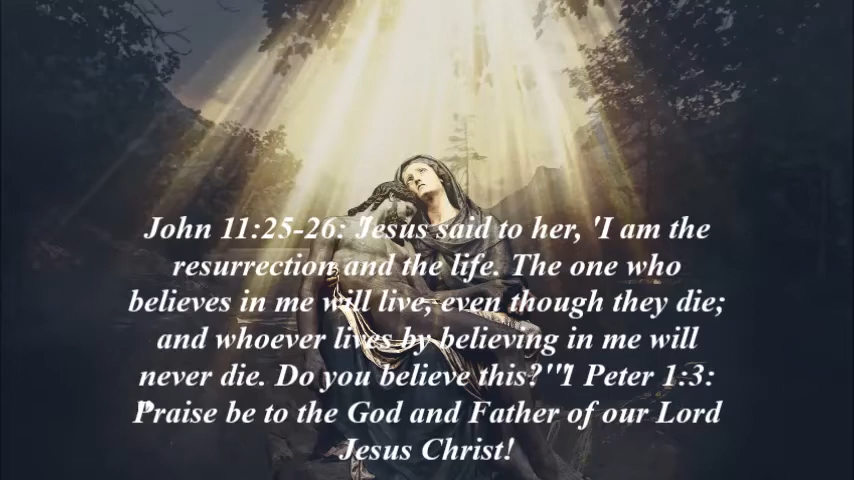 John 11:25-26: "Jesus said to her, 'I am the
resurrection and the life. The one who
believes in me will live, even though they die;
and whoever lives by believing in me will
never die. Do you believe this?'"1 Peter 1:3:
"Praise be to the God and Father of our Lord
Jesus Christ!